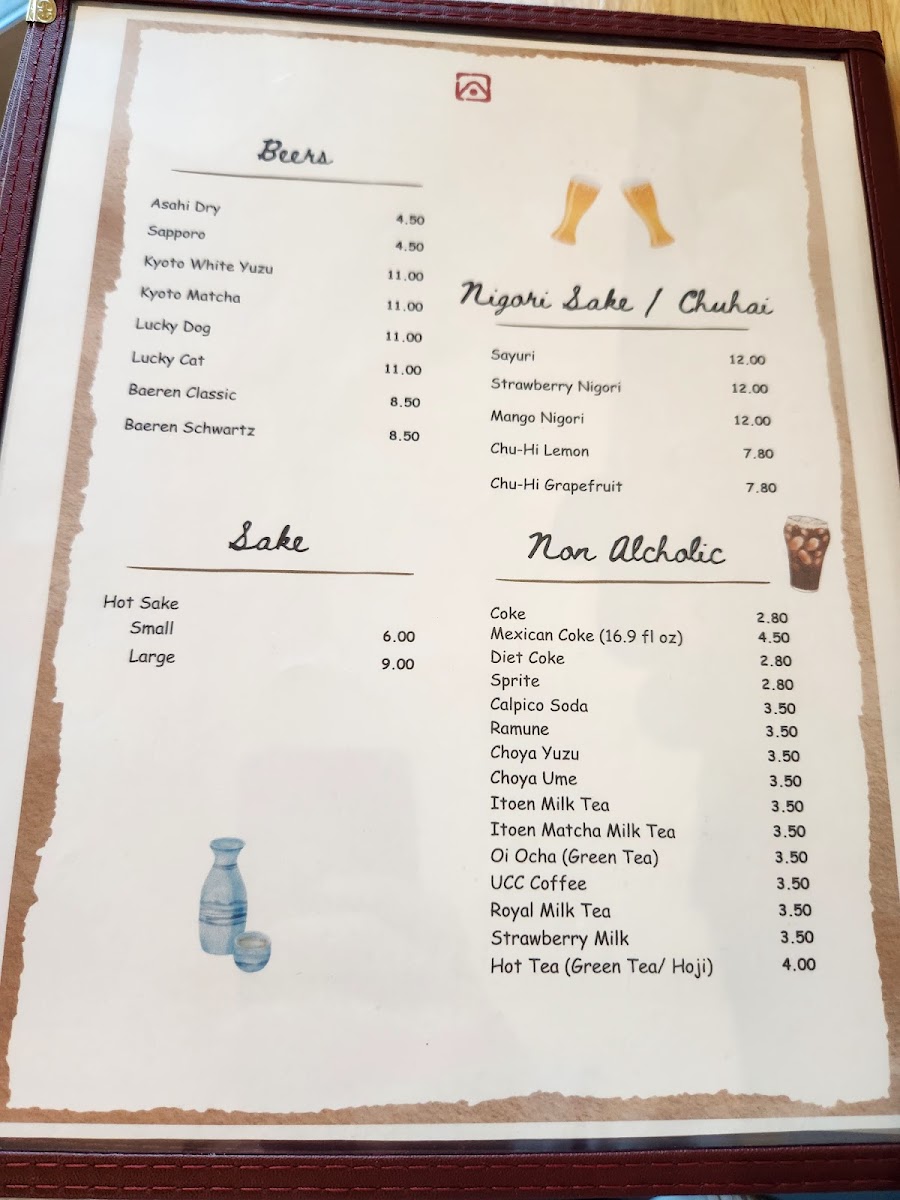 Beers
Asahi Dry 4.50
Sapporo 4.50
Kyoto White Yuzu 11.00
Kyoto Matcha 11.00
Lucky Dog 11.00
Lucky Cat 11.00
Baeren Classic 8.50
Baeren Schwartz 8.50
Sake
Hot Sake
Small 6.00
Large 9.00
Nigori Sake / Chuhai
Sayuri 12.00
Strawberry Nigori 12.00
Mango Nigori 12.00
Chu-Hi Lemon 7.80
Chu-Hi Grapefruit 7.80
Non Alcholic
Coke 2.80
Mexican Coke (16.9 fl oz) 4.50
Diet Coke 2.80
Sprite 2.80
Calpico Soda 3.50
Ramune 3.50
Choya Yuzu 3.50
Choya Ume 3.50
Itoen Milk Tea 3.50
Itoen Matcha Milk Tea 3.50
Oi Ocha (Green Tea) 3.50
UCC Coffee 3.50
Royal Milk Tea 3.50
Strawberry Milk 3.50
Hot Tea (Green Tea/ Hoji) 4.00